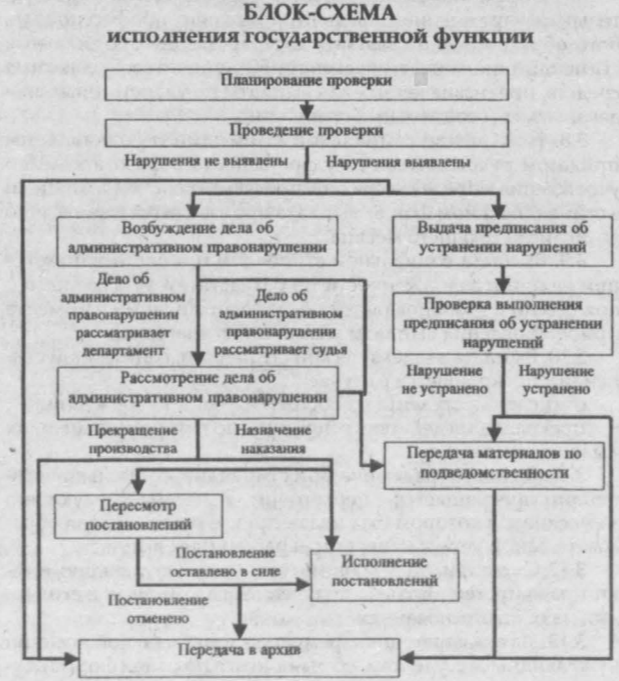 БЛОК-СХЕМА
исполнения государственной функции
Планирование проверки
Проведение проверки
Нарушения не выявлены
Нарушения выявлены
Возбуждение дела об
административном правонарушении
Выдача предписания об
устранении нарушений
Дело об
административном
правонарушении
рассматривает
департамент
Дело об
административном
правонарушении
рассматривает судья
Проверка выполнения
предписания об устранении
нарушений
Рассмотрение дела об
административном правонарушении
Нарушение
не устранено
Нарушение
устранено
Прекращение
производства
Назначение
наказания
Передача материалов по
подведомственности
Пересмотр
постановлений
Постановление
оставлено в силе
Исполнение
постановлений
Постановление
отменено
Передача в архив